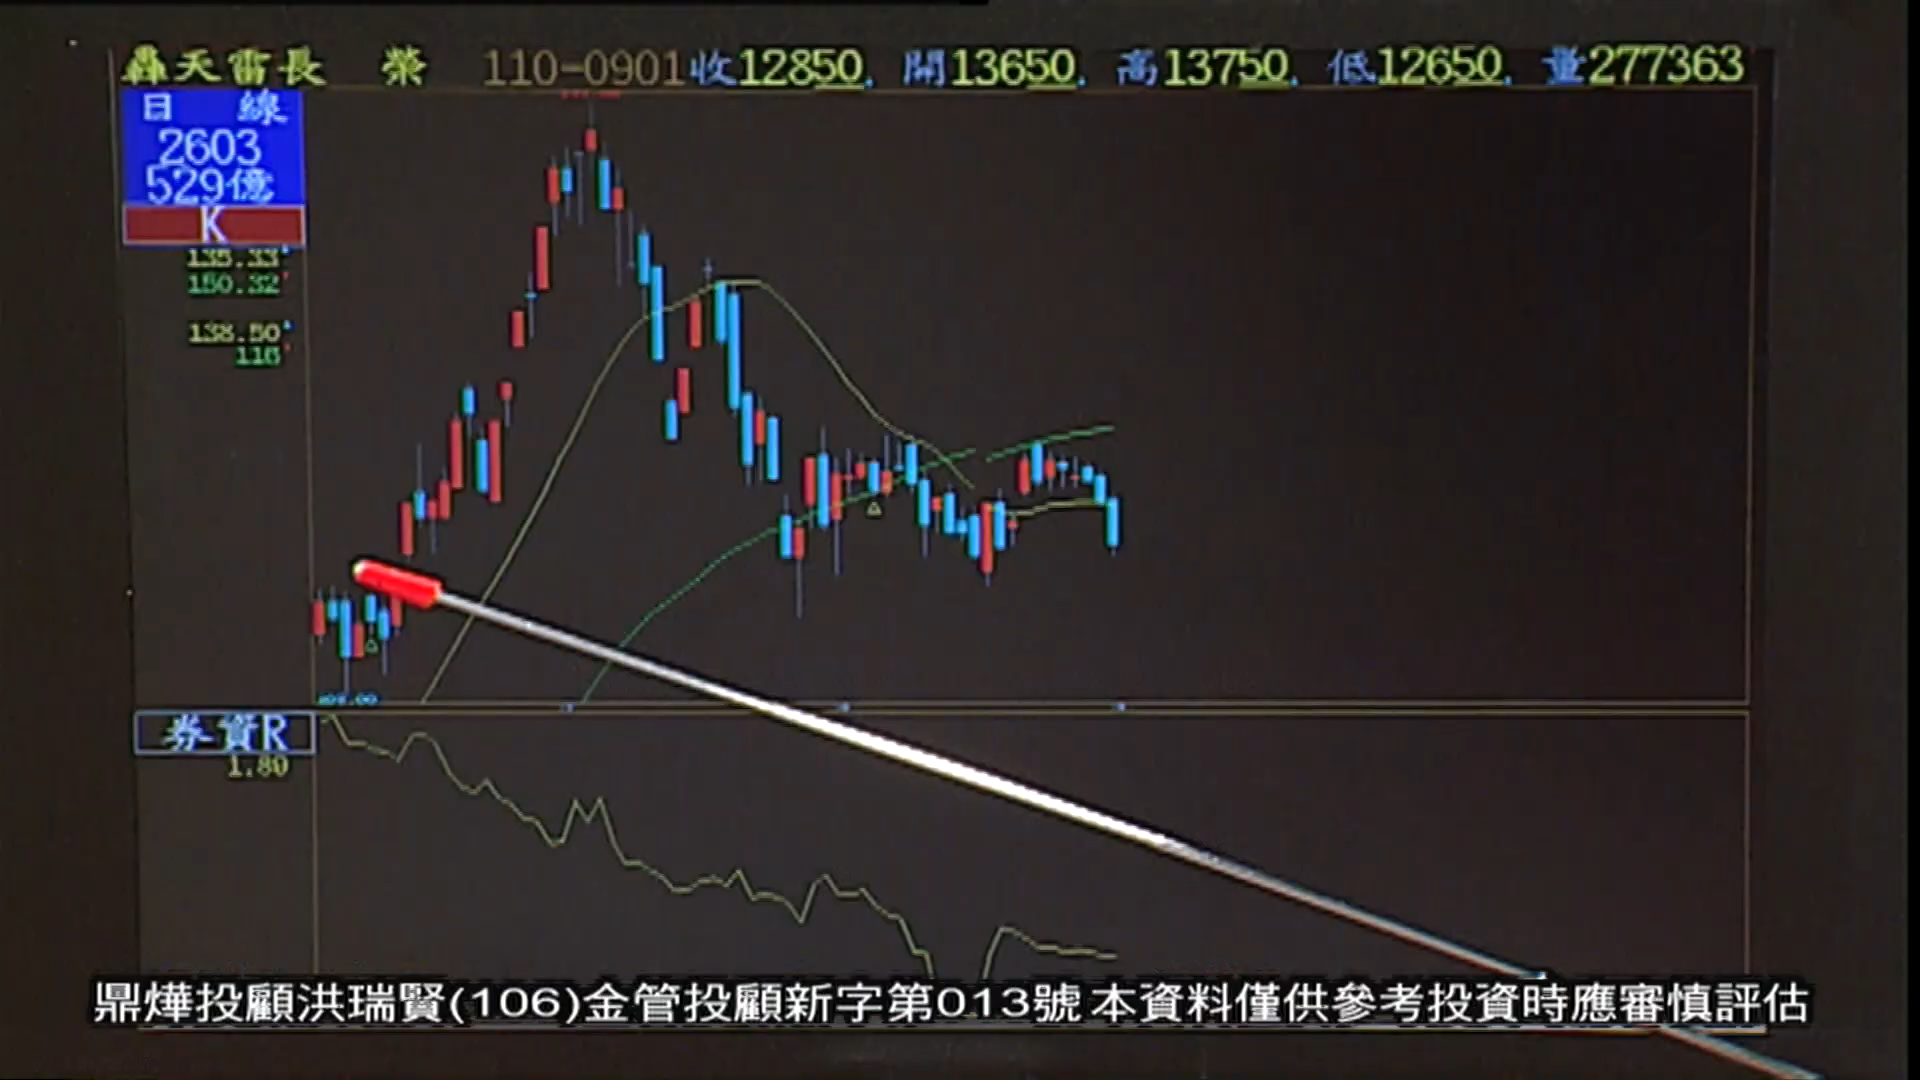 轟天雷長 榮 110-0901收12850. 開13650. 高13750. 低12650. 量277363
日 線
2603
529億
K
135.33
150.32
138.50
116
券資R
1.80
鼎燁投顧洪瑞賢(106)金管投顧新字第013號 本資料僅供參考投資時應審慎評估